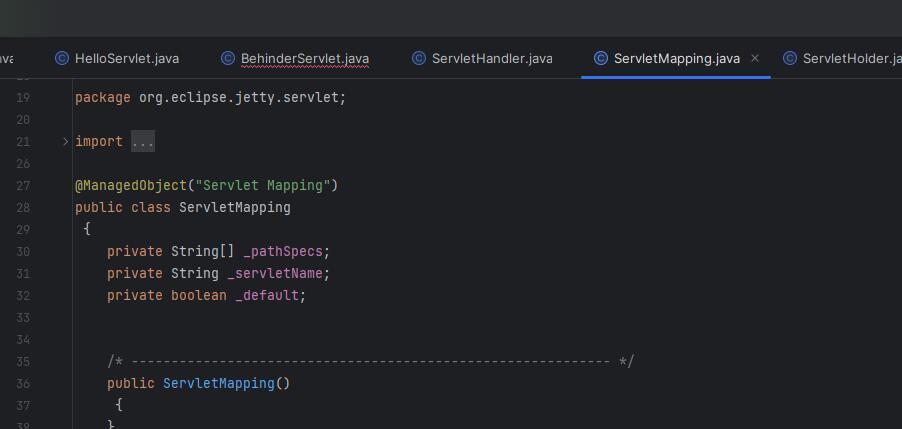 HelloServlet.java BehinderServlet.java ServletHandler.java ServletMapping.java ServletHolder.ja
19 package org.eclipse.jetty.servlet;
20
21 import ...
26
27 @ManagedObject("Servlet Mapping")
28 public class ServletMapping
29 {
30 private String[] _pathSpecs;
31 private String _servletName;
32 private boolean _default;
33
34
35 /* ------------------------------------------------------------ */
36 public ServletMapping()
37 {
38 }